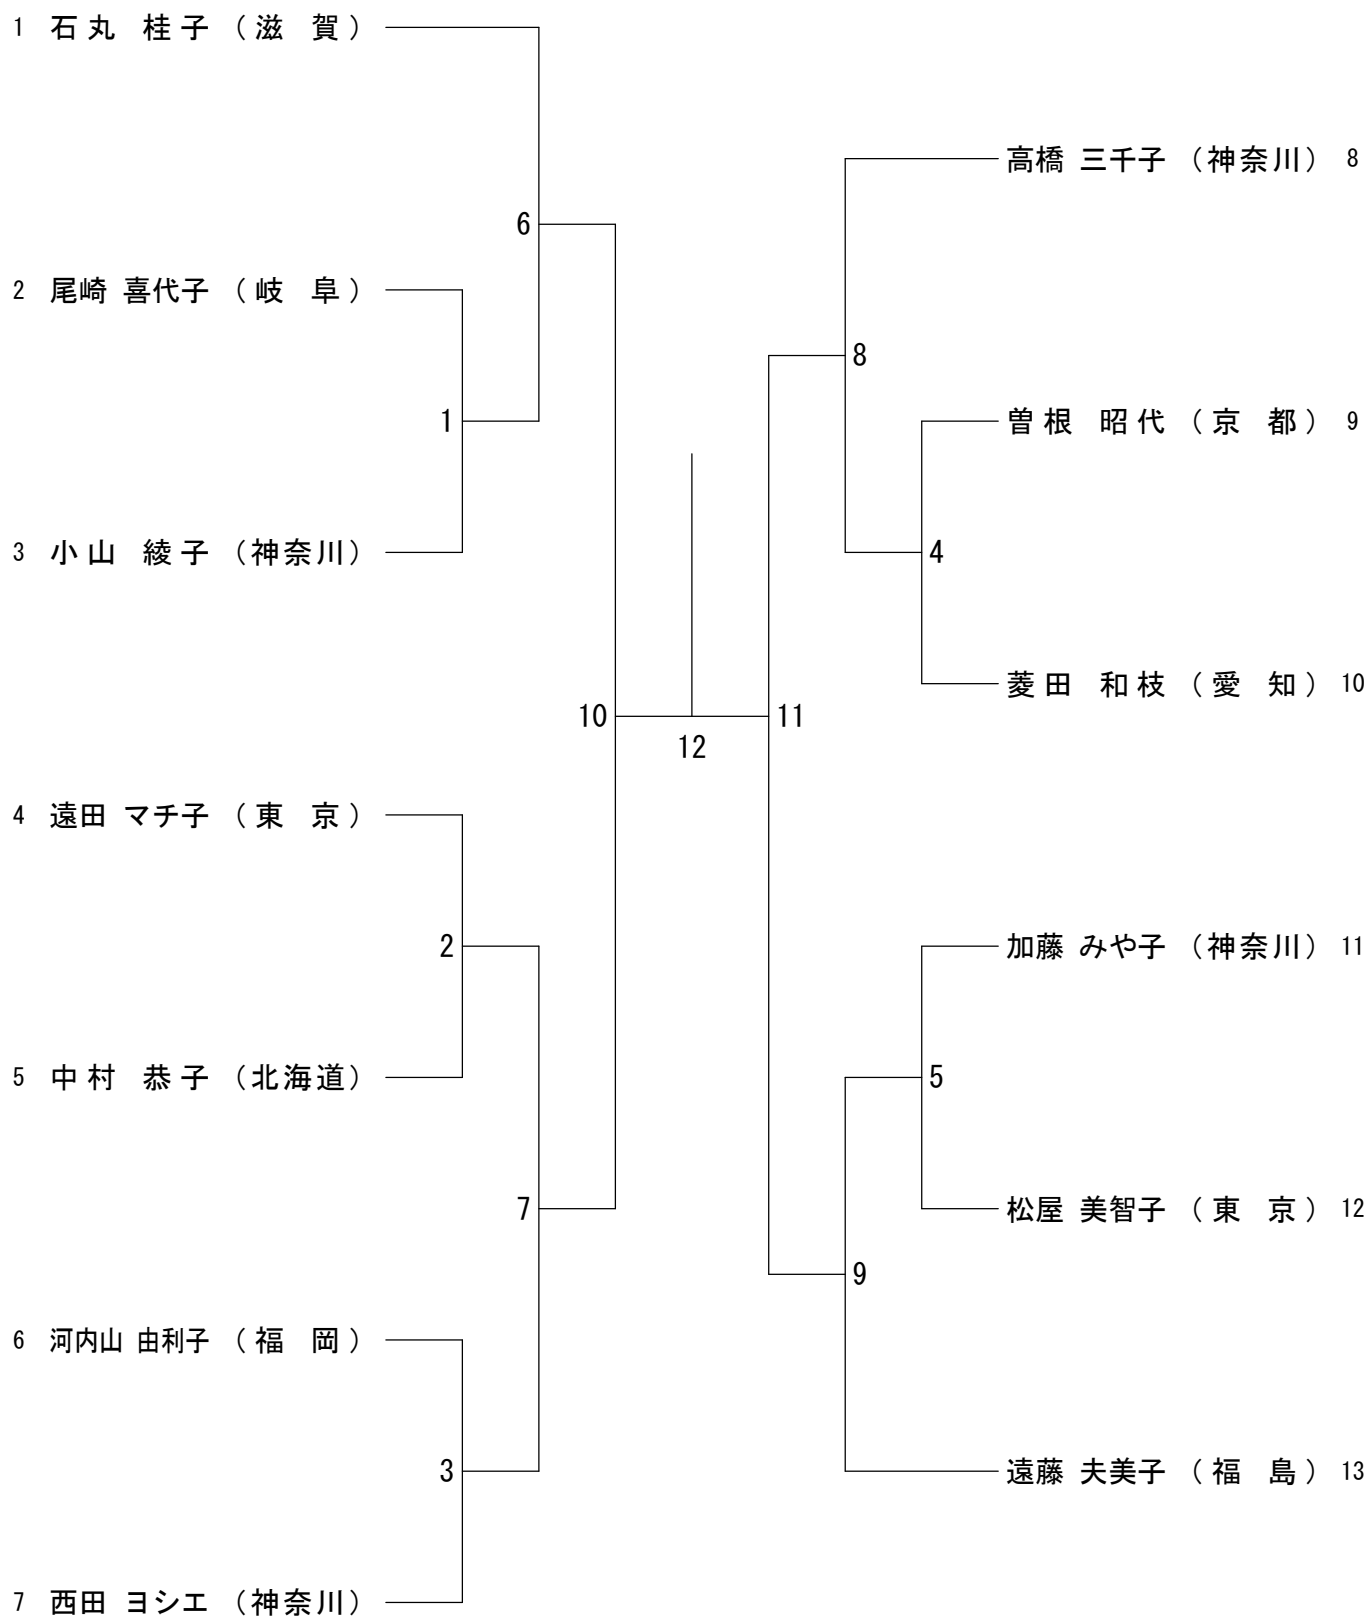 1 石丸 桂子 (滋 賀)
2 尾崎 喜代子 (岐 阜)
3 小山 綾子 (神奈川)
4 遠田 マチ子 (東 京)
5 中村 恭子 (北海道)
6 河内山 由利子 (福 岡)
7 西田 ヨシエ (神奈川)
6
1
10
2
7
3
12
8
11
4
5
9
高橋 三千子 (神奈川) 8
曽根 昭代 (京 都) 9
菱田 和枝 (愛 知) 10
加藤 みや子 (神奈川) 11
松屋 美智子 (東 京) 12
遠藤 夫美子 (福 島) 13